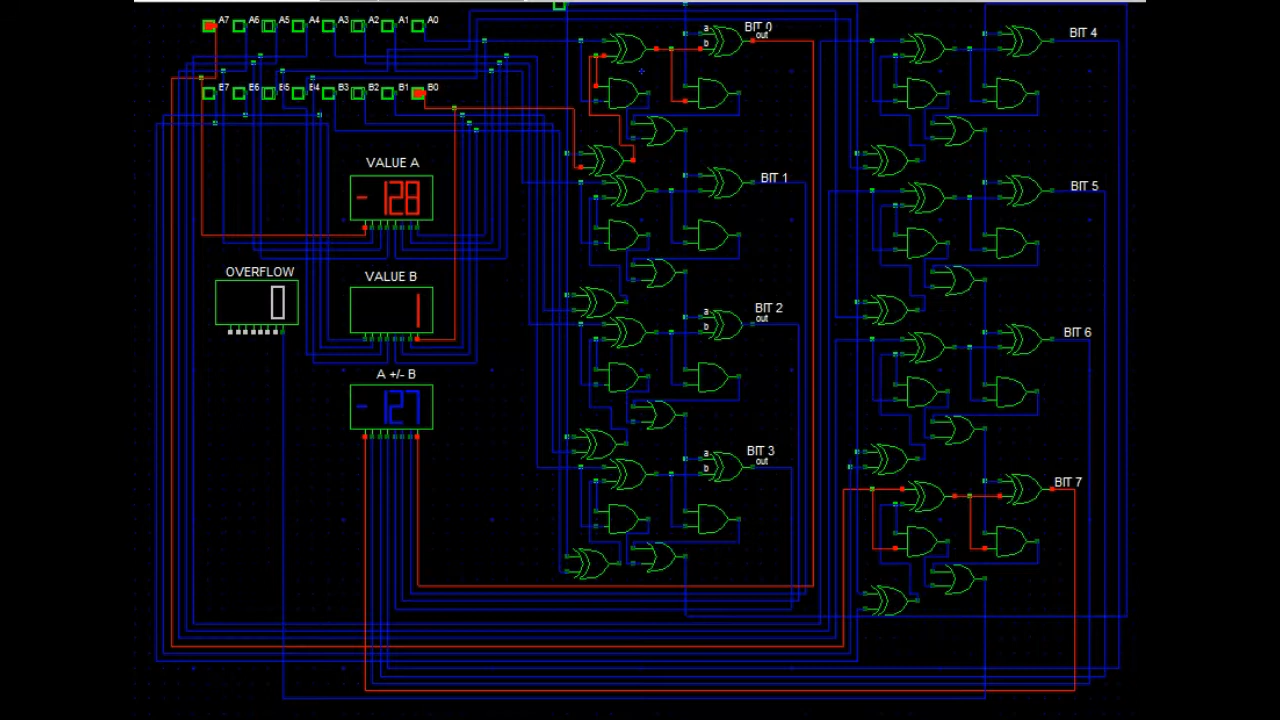 A7 A6 A5 A4 A3 A2 A1 A0
B7 B6 B5 B4 B3 B2 B1 B0
VALUE A
- 128
OVERFLOW
0
VALUE B
1
A +/- B
- 127
BIT 0
a
b
out
BIT 1
BIT 2
a
b
out
BIT 3
a
b
out
BIT 4
BIT 5
BIT 6
BIT 7